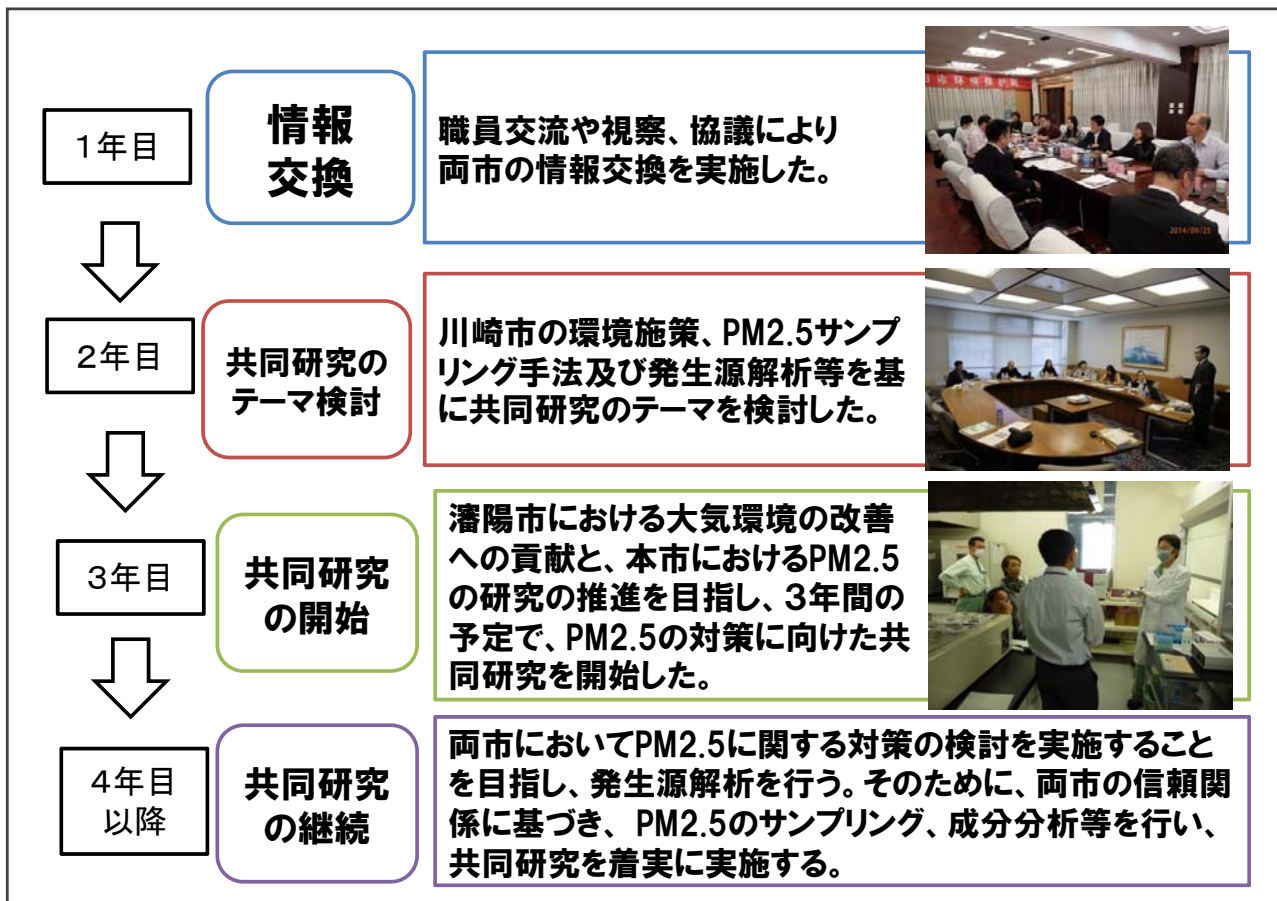 1年目
情報
交換
職員交流や視察、協議により
両市の情報交換を実施した。
市环境保护局
2014/09/25
2年目
共同研究の
テーマ検討
川崎市の環境施策、PM2.5サンプ
リング手法及び発生源解析等を基
に共同研究のテーマを検討した。
3年目
共同研究
の開始
瀋陽市における大気環境の改善
への貢献と、本市におけるPM2.5
の研究の推進を目指し、3年間の
予定で、PM2.5の対策に向けた共
同研究を開始した。
4年目
以降
共同研究
の継続
両市においてPM2.5に関する対策の検討を実施すること
を目指し、発生源解析を行う。そのために、両市の信頼関
係に基づき、PM2.5のサンプリング、成分分析等を行い、
共同研究を着実に実施する。